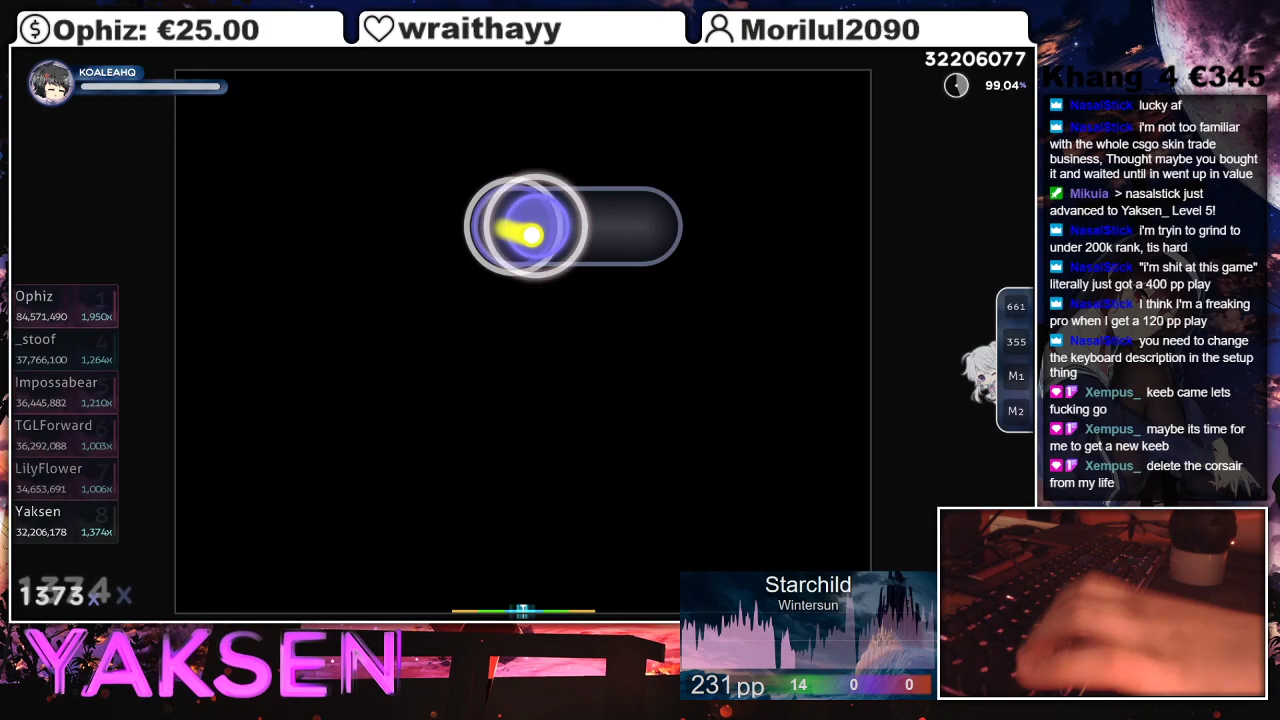 Ophiz: €25.00
wraithayy
Morilul2090
KOALEAHQ
32206077
99.04%
Khang_4 €345
NasalStick lucky af
NasalStick i'm not too familiar
with the whole csgo skin trade
business, Thought maybe you bought
it and waited until in went up in value
Mikuia > nasalstick just
advanced to Yaksen_ Level 5!
NasalStick i'm tryin to grind to
under 200k rank, tis hard
NasalStick "i'm shit at this game"
literally just got a 400 pp play
NasalStick I think I'm a freaking
pro when I get a 120 pp play
NasalStick you need to change
the keyboard description in the setup
thing
Xempus_ keeb came lets
fucking go
Xempus_ maybe its time for
me to get a new keeb
Xempus_ delete the corsair
from my life
Ophiz 1
84,571,490 1,950x
_stoof 4
37,766,100 1,264x
Impossabear 5
36,445,882 1,210x
TGLForward 6
36,292,088 1,003x
LilyFlower 7
34,653,691 1,006x
Yaksen 8
32,206,178 1,374x
661
355
M1
M2
1373x
YAKSEN
Starchild
Wintersun
231pp 14 0 0